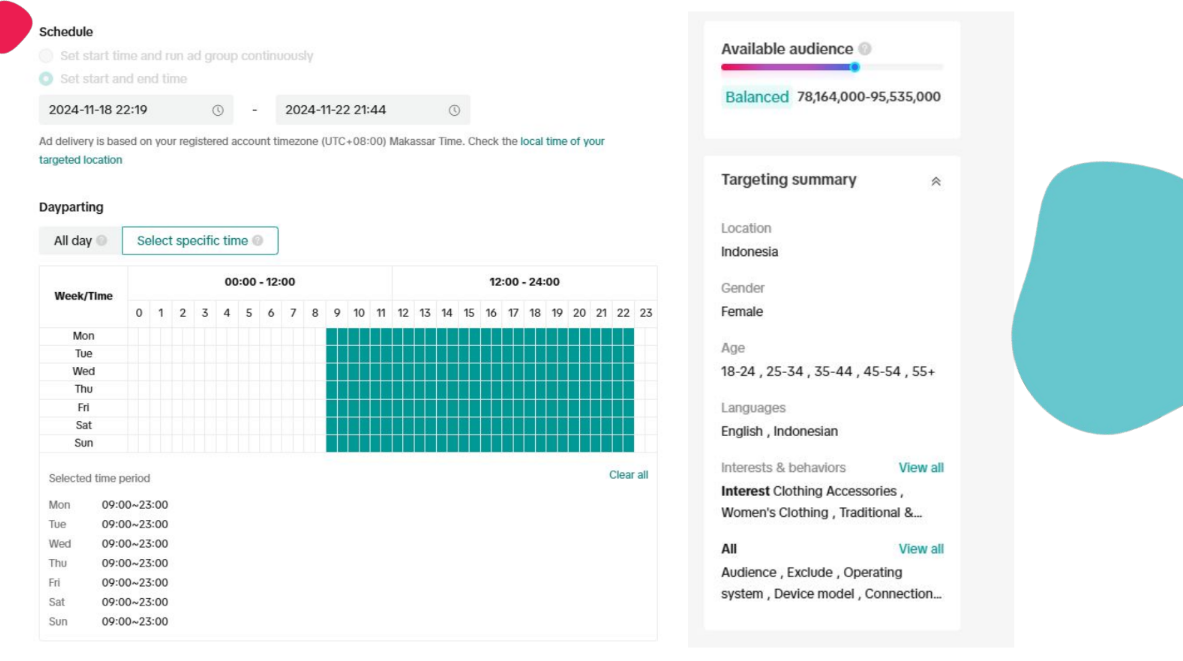 Schedule
Set start time and run ad group continuously
Set start and end time
2024-11-18 22:19 - 2024-11-22 21:44
Ad delivery is based on your registered account timezone (UTC+08:00) Makassar Time. Check the local time of your
targeted location
Dayparting
All day Select specific time
Week/Time 00:00 - 12:00 12:00 - 24:00
0 1 2 3 4 5 6 7 8 9 10 11 12 13 14 15 16 17 18 19 20 21 22 23
Mon
Tue
Wed
Thu
Fri
Sat
Sun
Selected time period Clear all
Mon 09:00~23:00
Tue 09:00~23:00
Wed 09:00~23:00
Thu 09:00~23:00
Fri 09:00~23:00
Sat 09:00~23:00
Sun 09:00~23:00
Available audience
Balanced 78,164,000-95,535,000
Targeting summary
Location
Indonesia
Gender
Female
Age
18-24 , 25-34 , 35-44 , 45-54 , 55+
Languages
English , Indonesian
Interests & behaviors View all
Interest Clothing Accessories ,
Women's Clothing , Traditional &...
All View all
Audience , Exclude , Operating
system , Device model , Connection...